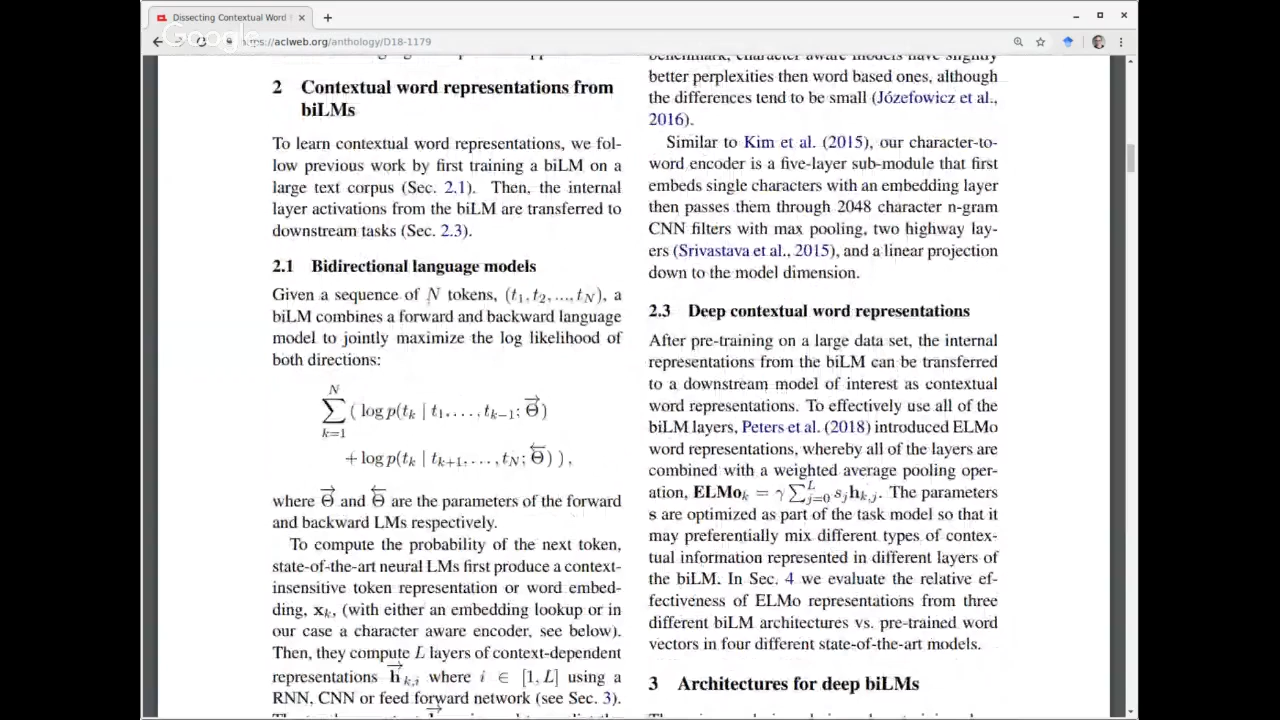 Dissecting Contextual Word
Google
https://aclweb.org/anthology/D18-1179
2 Contextual word representations from
biLMs
To learn contextual word representations, we fol-
low previous work by first training a biLM on a
large text corpus (Sec. 2.1). Then, the internal
layer activations from the biLM are transferred to
downstream tasks (Sec. 2.3).
2.1 Bidirectional language models
Given a sequence of N tokens, (t₁, t₂, ..., t_N), a
biLM combines a forward and backward language
model to jointly maximize the log likelihood of
both directions:
N
∑ ( log p(t_k | t₁, . . . , t_{k−1}; Θ→)
k=1
+ log p(t_k | t_{k+1}, . . . , t_N; Θ←) ) ,
where Θ→ and Θ← are the parameters of the forward
and backward LMs respectively.
To compute the probability of the next token,
state-of-the-art neural LMs first produce a context-
insensitive token representation or word embed-
ding, x_k, (with either an embedding lookup or in
our case a character aware encoder, see below).
Then, they compute L layers of context-dependent
representations h→_{k,i} where i ∈ [1, L] using a
RNN, CNN or feed forward network (see Sec. 3).
benchmark, character aware models have slightly
better perplexities then word based ones, although
the differences tend to be small (Józefowicz et al.,
2016).
Similar to Kim et al. (2015), our character-to-
word encoder is a five-layer sub-module that first
embeds single characters with an embedding layer
then passes them through 2048 character n-gram
CNN filters with max pooling, two highway lay-
ers (Srivastava et al., 2015), and a linear projection
down to the model dimension.
2.3 Deep contextual word representations
After pre-training on a large data set, the internal
representations from the biLM can be transferred
to a downstream model of interest as contextual
word representations. To effectively use all of the
biLM layers, Peters et al. (2018) introduced ELMo
word representations, whereby all of the layers are
combined with a weighted average pooling oper-
ation, ELMo_k = γ ∑_{j=0}^{L} s_j h_{k,j}. The parameters
s are optimized as part of the task model so that it
may preferentially mix different types of contex-
tual information represented in different layers of
the biLM. In Sec. 4 we evaluate the relative ef-
fectiveness of ELMo representations from three
different biLM architectures vs. pre-trained word
vectors in four different state-of-the-art models.
3 Architectures for deep biLMs